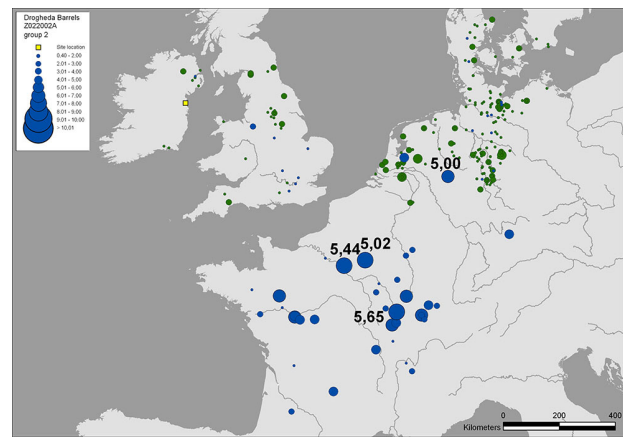 Drogheda Barrels
Z022002A
group 2
Site location
0,40 - 2,00
2,01 - 3,00
3,01 - 4,00
4,01 - 5,00
5,01 - 6,00
6,01 - 7,00
7,01 - 8,00
8,01 - 9,00
9,01 - 10,00
> 10,01
5,00
5,44
5,02
5,65
Kilometers
0 200 400